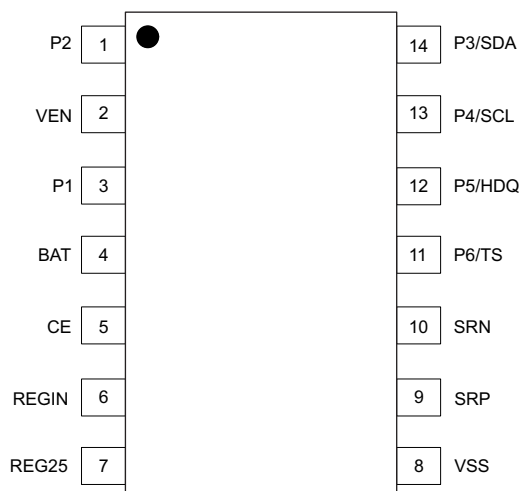 P2 1 14 P3/SDA
VEN 2 13 P4/SCL
P1 3 12 P5/HDQ
BAT 4 11 P6/TS
CE 5 10 SRN
REGIN 6 9 SRP
REG25 7 8 VSS